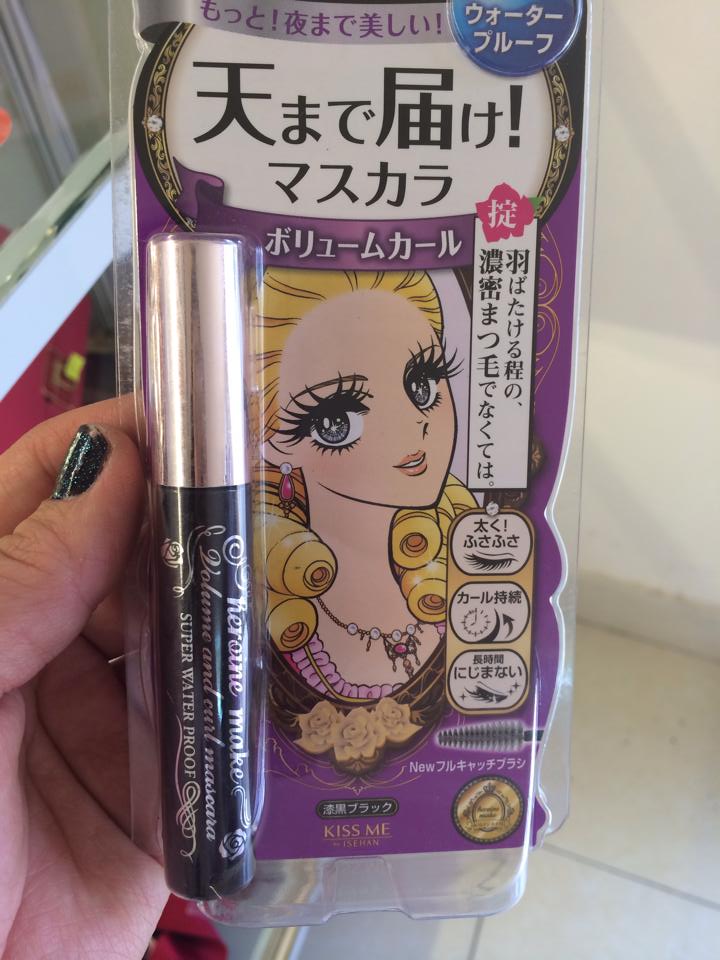 もっと!夜まで美しい!
ウォーター
プルーフ
天まで届け!
マスカラ
ボリュームカール
掟
羽ばたける程の、
濃密まつ毛でなくては。
太く!
ふさふさ
カール持続
長時間
にじまない
Newフルキャッチブラシ
漆黒ブラック
KISS ME
by ISEHAN
heroine make
heroine make
Volume and curl mascara
SUPER WATER PROOF